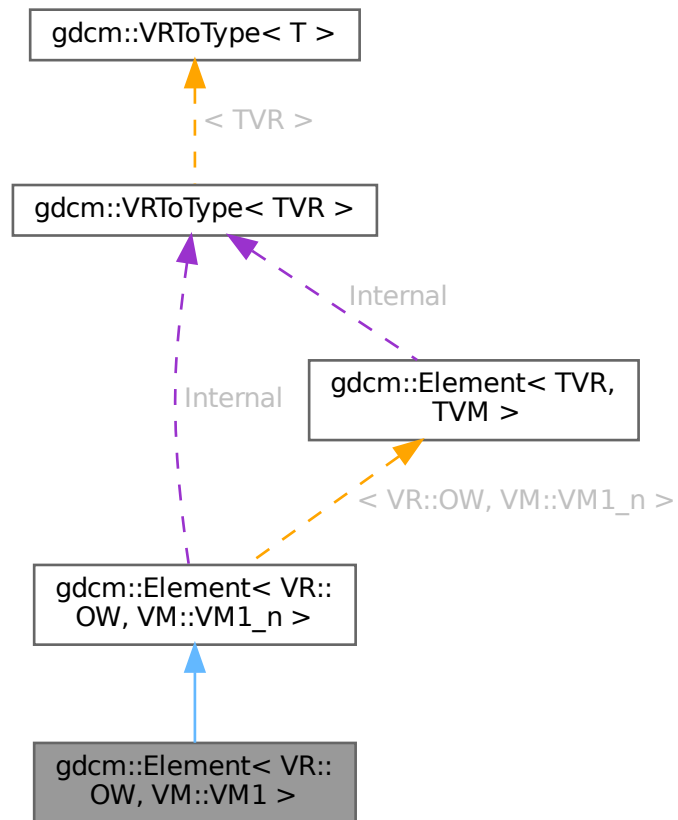 gdcm::VRToType< T >
< TVR >
gdcm::VRToType< TVR >
Internal
gdcm::Element< TVR,
TVM >
Internal
< VR::OW, VM::VM1_n >
gdcm::Element< VR::
OW, VM::VM1_n >
gdcm::Element< VR::
OW, VM::VM1 >